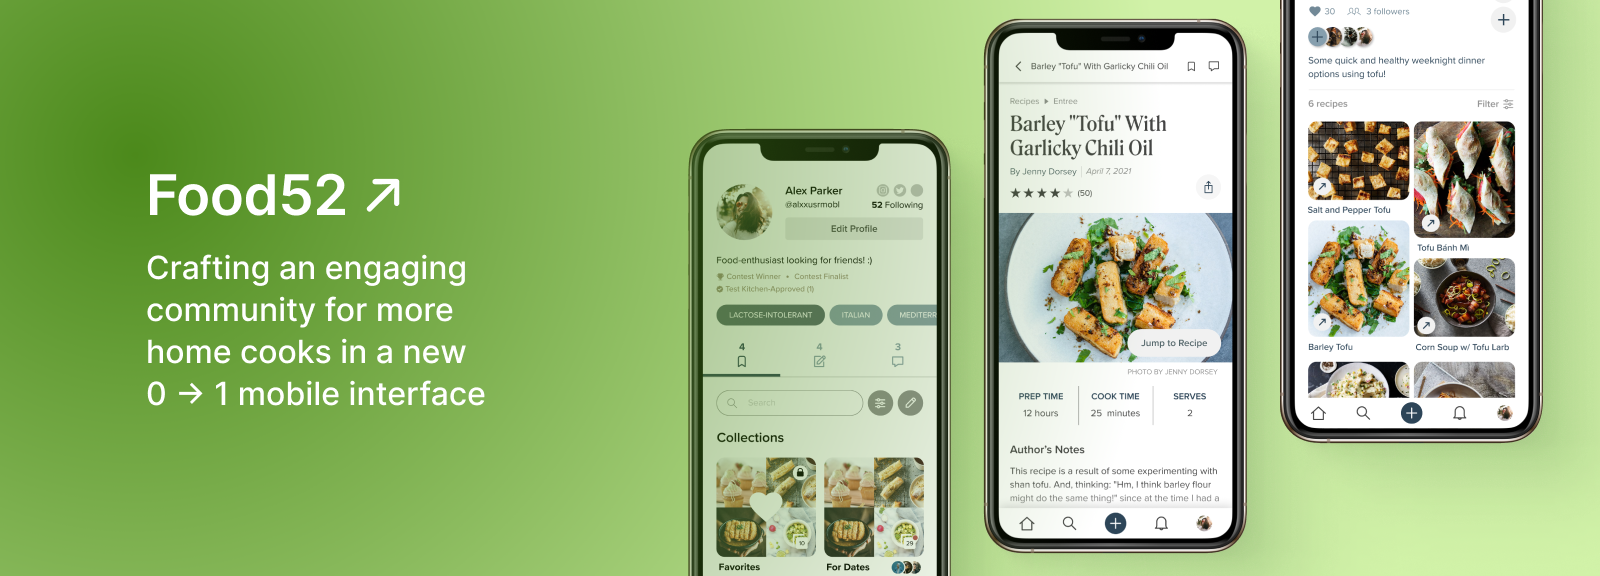 Food52
Crafting an engaging
community for more
home cooks in a new
0 → 1 mobile interface
Alex Parker
@alxxusrmobl
52 Following
Edit Profile
Food-enthusiast looking for friends! :)
Contest Winner • Contest Finalist
Test Kitchen-Approved (1)
LACTOSE-INTOLERANT
ITALIAN
MEDITERR
4
4
3
Search
Collections
10
29
Favorites
For Dates
Barley "Tofu" With Garlicky Chili Oil
Recipes
Entree
Barley "Tofu" With
Garlicky Chili Oil
By Jenny Dorsey
April 7, 2021
(50)
Jump to Recipe
PHOTO BY JENNY DORSEY
PREP TIME
COOK TIME
SERVES
12 hours
25 minutes
2
Author's Notes
This recipe is a result of some experimenting with
shan tofu. And, thinking: "Hm, I think barley flour
might do the same thing!" since at the time I had a
30
3 followers
Some quick and healthy weeknight dinner
options using tofu!
6 recipes
Filter
Salt and Pepper Tofu
Tofu Bánh Mì
Barley Tofu
Corn Soup w/ Tofu Larb